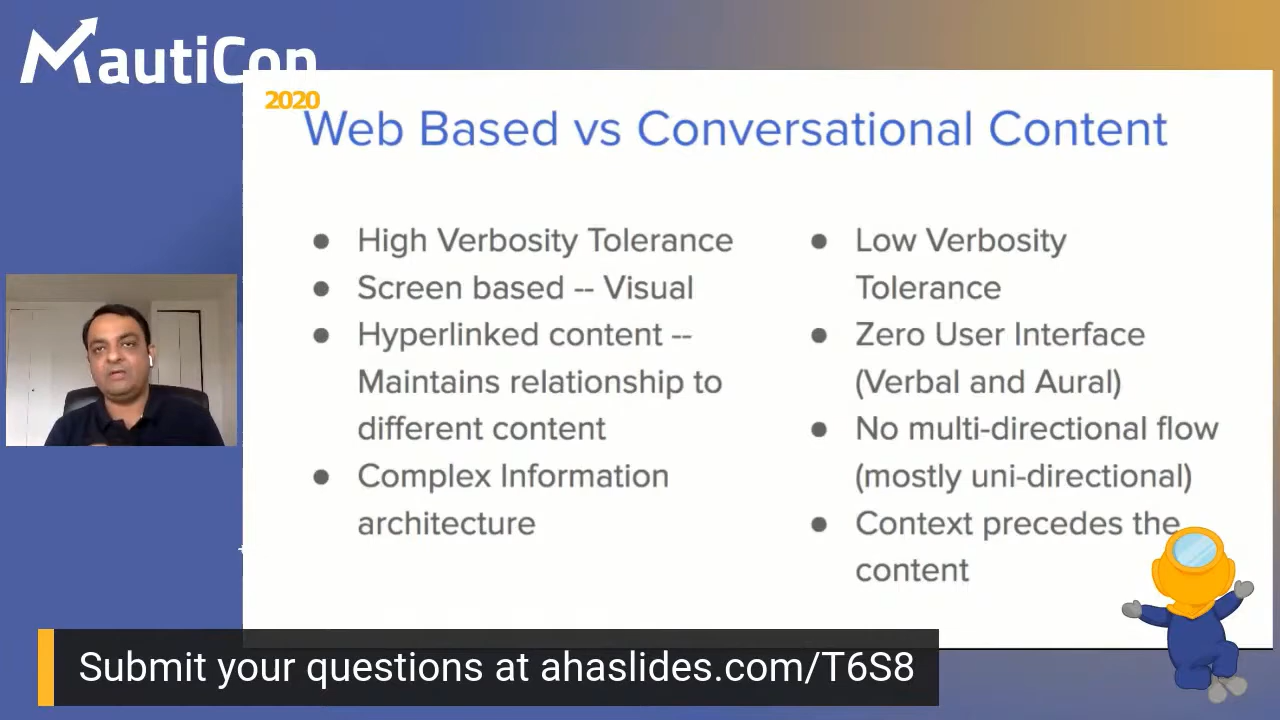 MautiCon
2020
Web Based vs Conversational Content
● High Verbosity Tolerance
● Screen based -- Visual
● Hyperlinked content --
Maintains relationship to
different content
● Complex Information
architecture
● Low Verbosity
Tolerance
● Zero User Interface
(Verbal and Aural)
● No multi-directional flow
(mostly uni-directional)
● Context precedes the
content
Submit your questions at ahaslides.com/T6S8